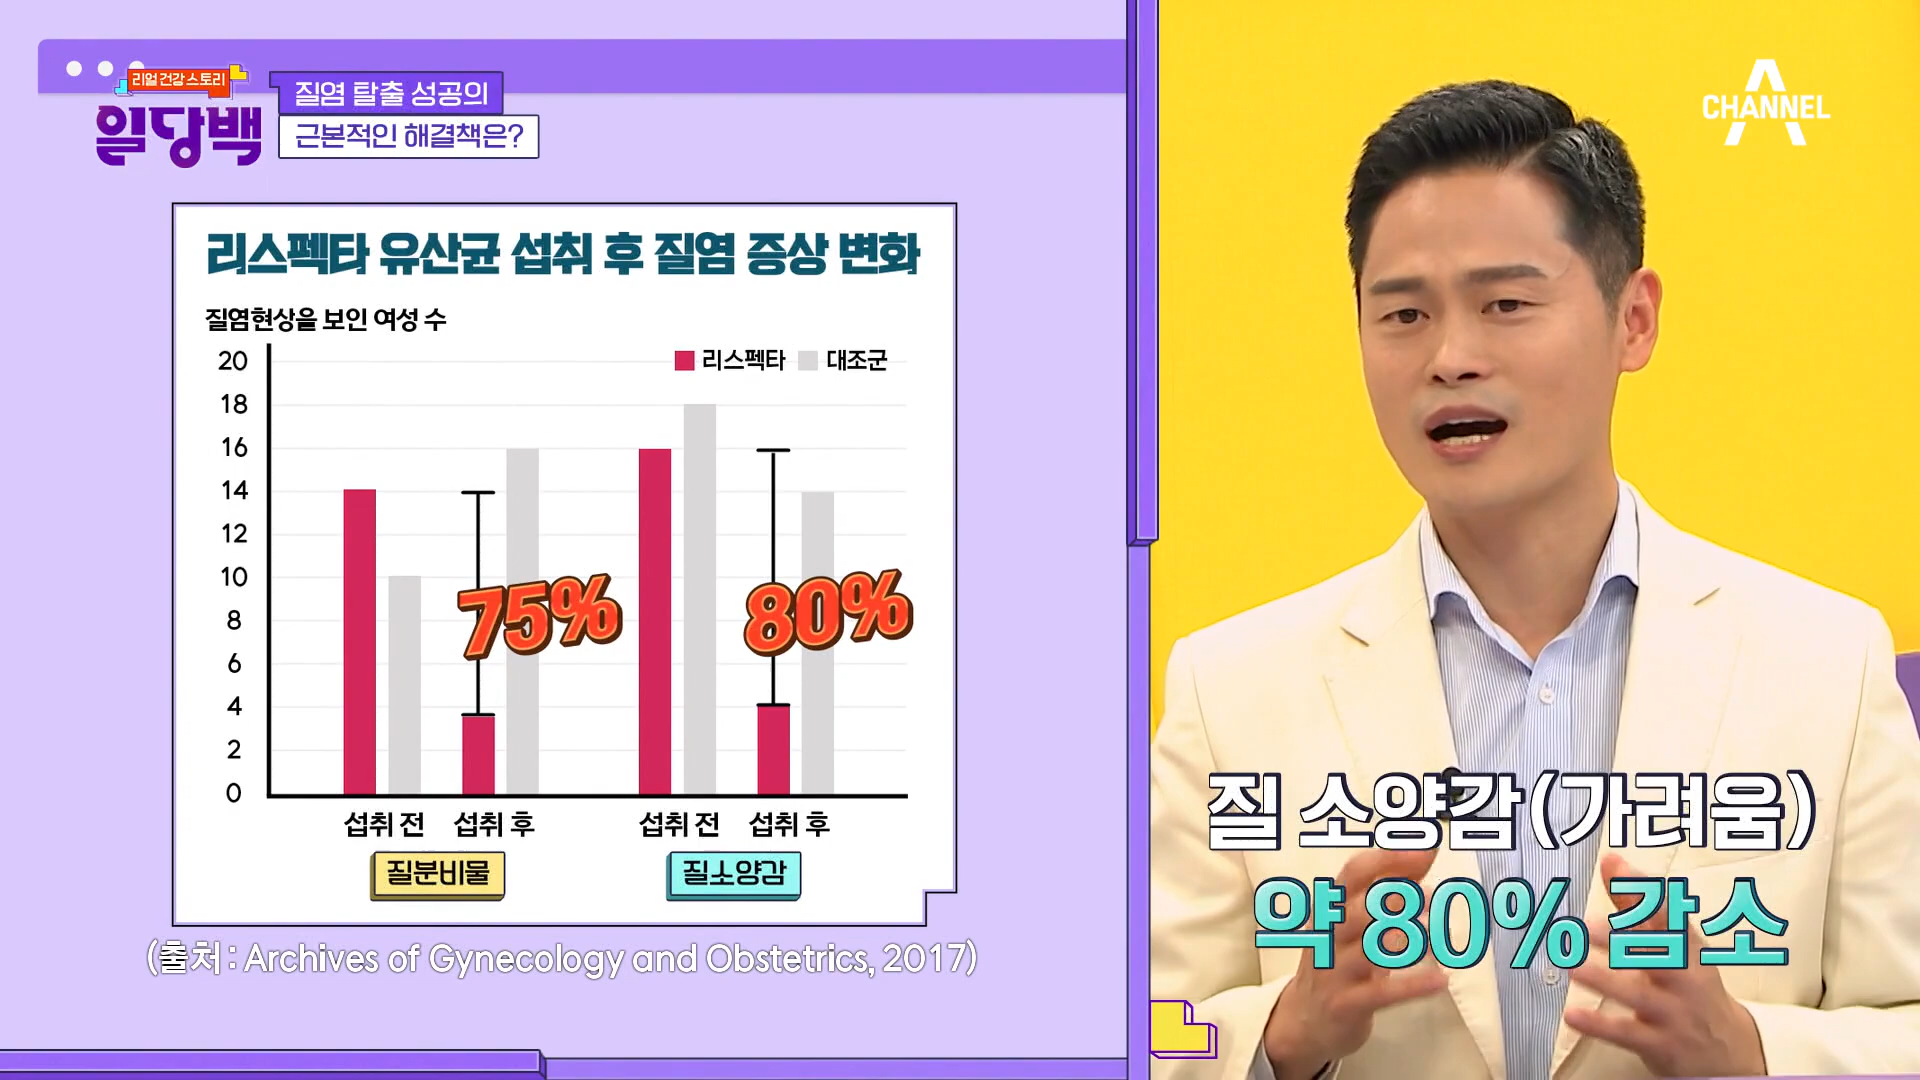 리얼 건강 스토리
일당백
질염 탈출 성공의
근본적인 해결책은?
CHANNEL A
리스펙타 유산균 섭취 후 질염 증상 변화
질염현상을 보인 여성 수
리스펙타 대조군
20
18
16
14
12
10
8
6
4
2
0
75%
80%
섭취 전 섭취 후 섭취 전 섭취 후
질분비물 질소양감
(출처 : Archives of Gynecology and Obstetrics, 2017)
질 소양감(가려움)
약 80% 감소